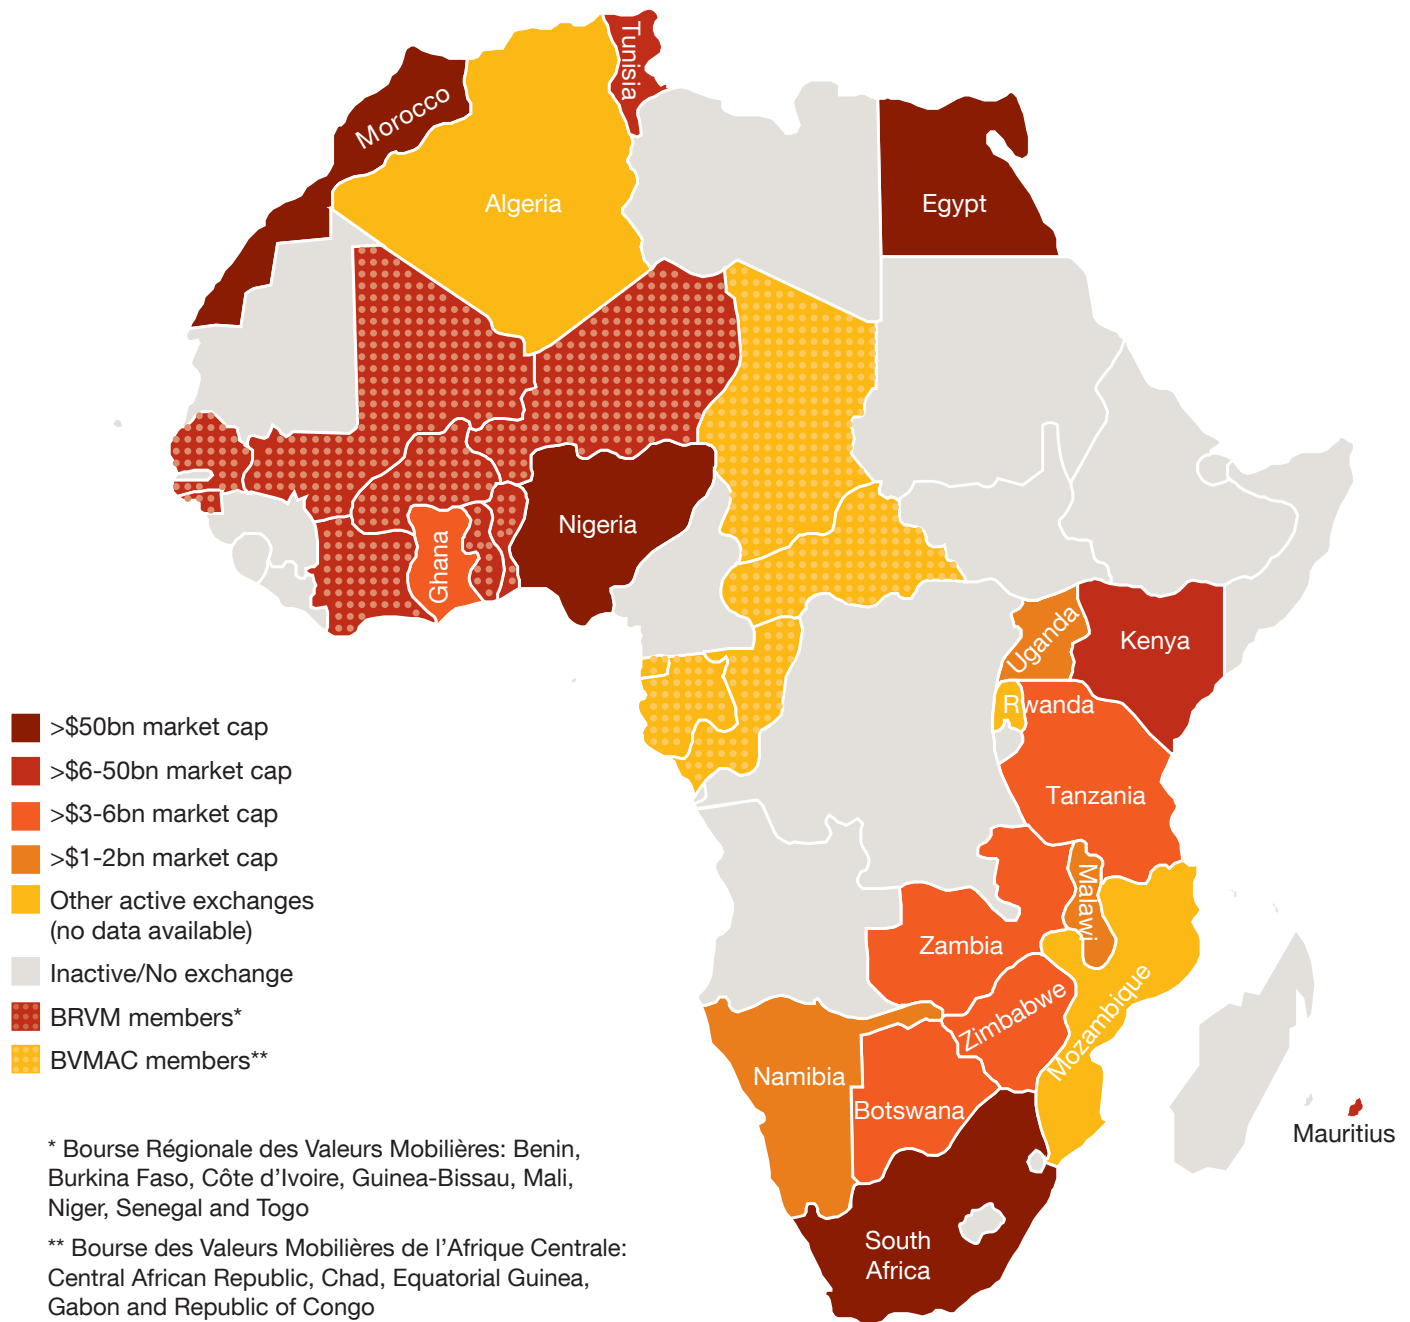 Tunisia
Morocco
Algeria
Egypt
Nigeria
Ghana
Uganda
Kenya
Rwanda
Tanzania
Malawi
Zambia
Mozambique
Zimbabwe
Namibia
Botswana
Mauritius
South
Africa
>$50bn market cap
>$6-50bn market cap
>$3-6bn market cap
>$1-2bn market cap
Other active exchanges
(no data available)
Inactive/No exchange
BRVM members*
BVMAC members**
* Bourse Régionale des Valeurs Mobilières: Benin,
Burkina Faso, Côte d’Ivoire, Guinea-Bissau, Mali,
Niger, Senegal and Togo
** Bourse des Valeurs Mobilières de l’Afrique Centrale:
Central African Republic, Chad, Equatorial Guinea,
Gabon and Republic of Congo